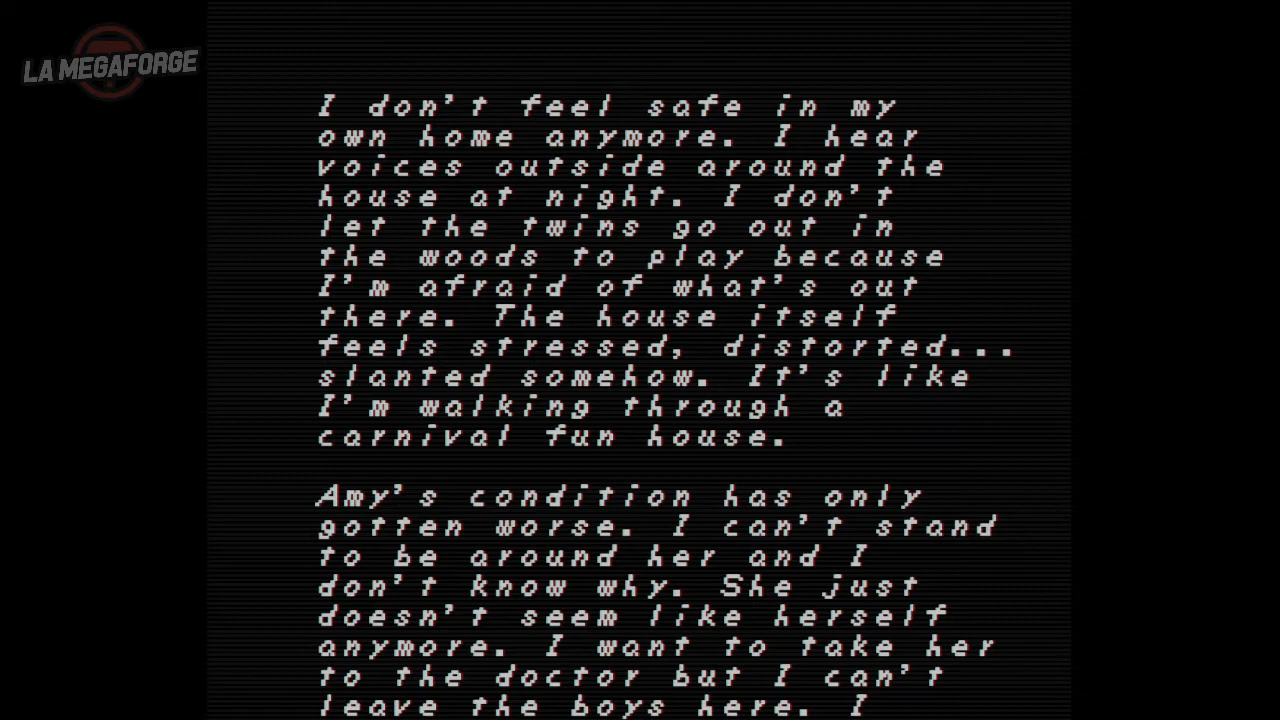 LA MEGAFORGE
I don't feel safe in my
own home anymore. I hear
voices outside around the
house at night. I don't
let the twins go out in
the woods to play because
I'm afraid of what's out
there. The house itself
feels stressed, distorted...
slanted somehow. It's like
I'm walking through a
carnival fun house.
Amy's condition has only
gotten worse. I can't stand
to be around her and I
don't know why. She just
doesn't seem like herself
anymore. I want to take her
to the doctor but I can't
leave the boys here. I